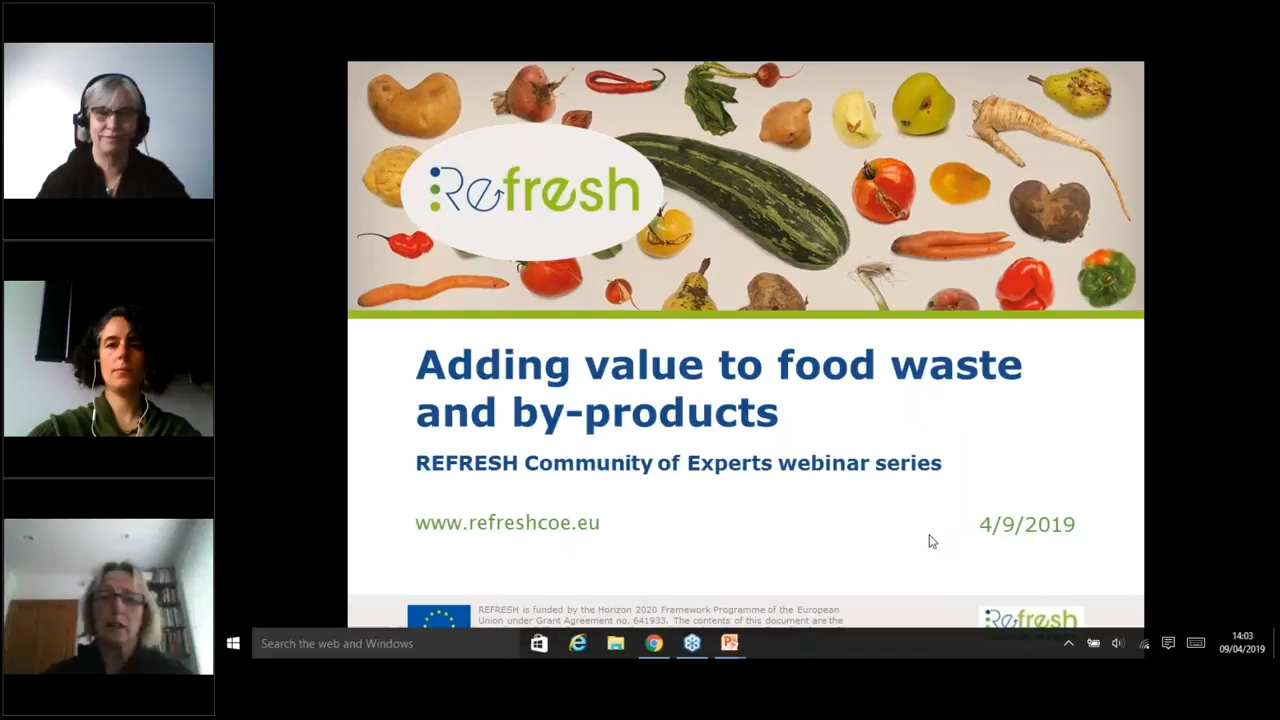 Refresh
Adding value to food waste
and by-products
REFRESH Community of Experts webinar series
www.refreshcoe.eu
4/9/2019
REFRESH is funded by the Horizon 2020 Framework Programme of the European
Union under Grant Agreement no. 641933. The contents of this document are the
Refresh
Search the web and Windows
14:03
09/04/2019